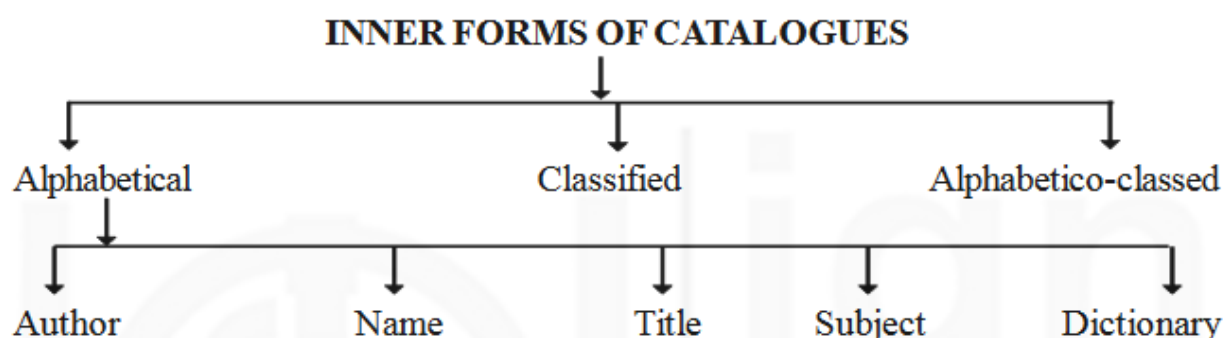 INNER FORMS OF CATALOGUES
Alphabetical Classified Alphabetico-classed
Author Name Title Subject Dictionary